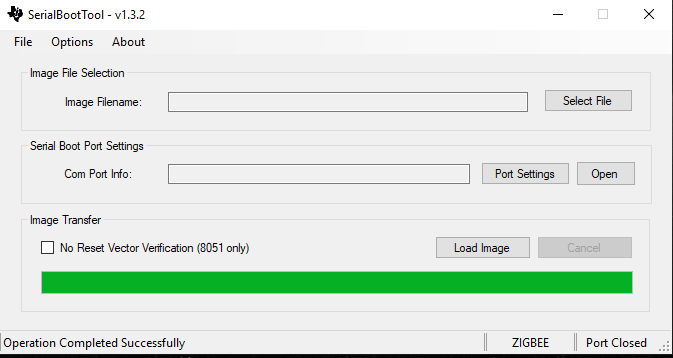 SerialBootTool - v1.3.2
File Options About
Image File Selection
Image Filename: Select File
Serial Boot Port Settings
Com Port Info: Port Settings Open
Image Transfer
No Reset Vector Verification (8051 only) Load Image Cancel
Operation Completed Successfully ZIGBEE Port Closed